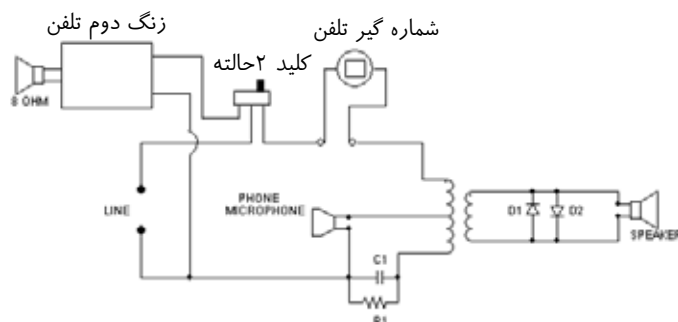 زنگ دوم تلفن
شماره گیر تلفن
کلید ۲حالته
8 OHM
LINE
PHONE
MICROPHONE
D1
D2
SPEAKER
C1
R1